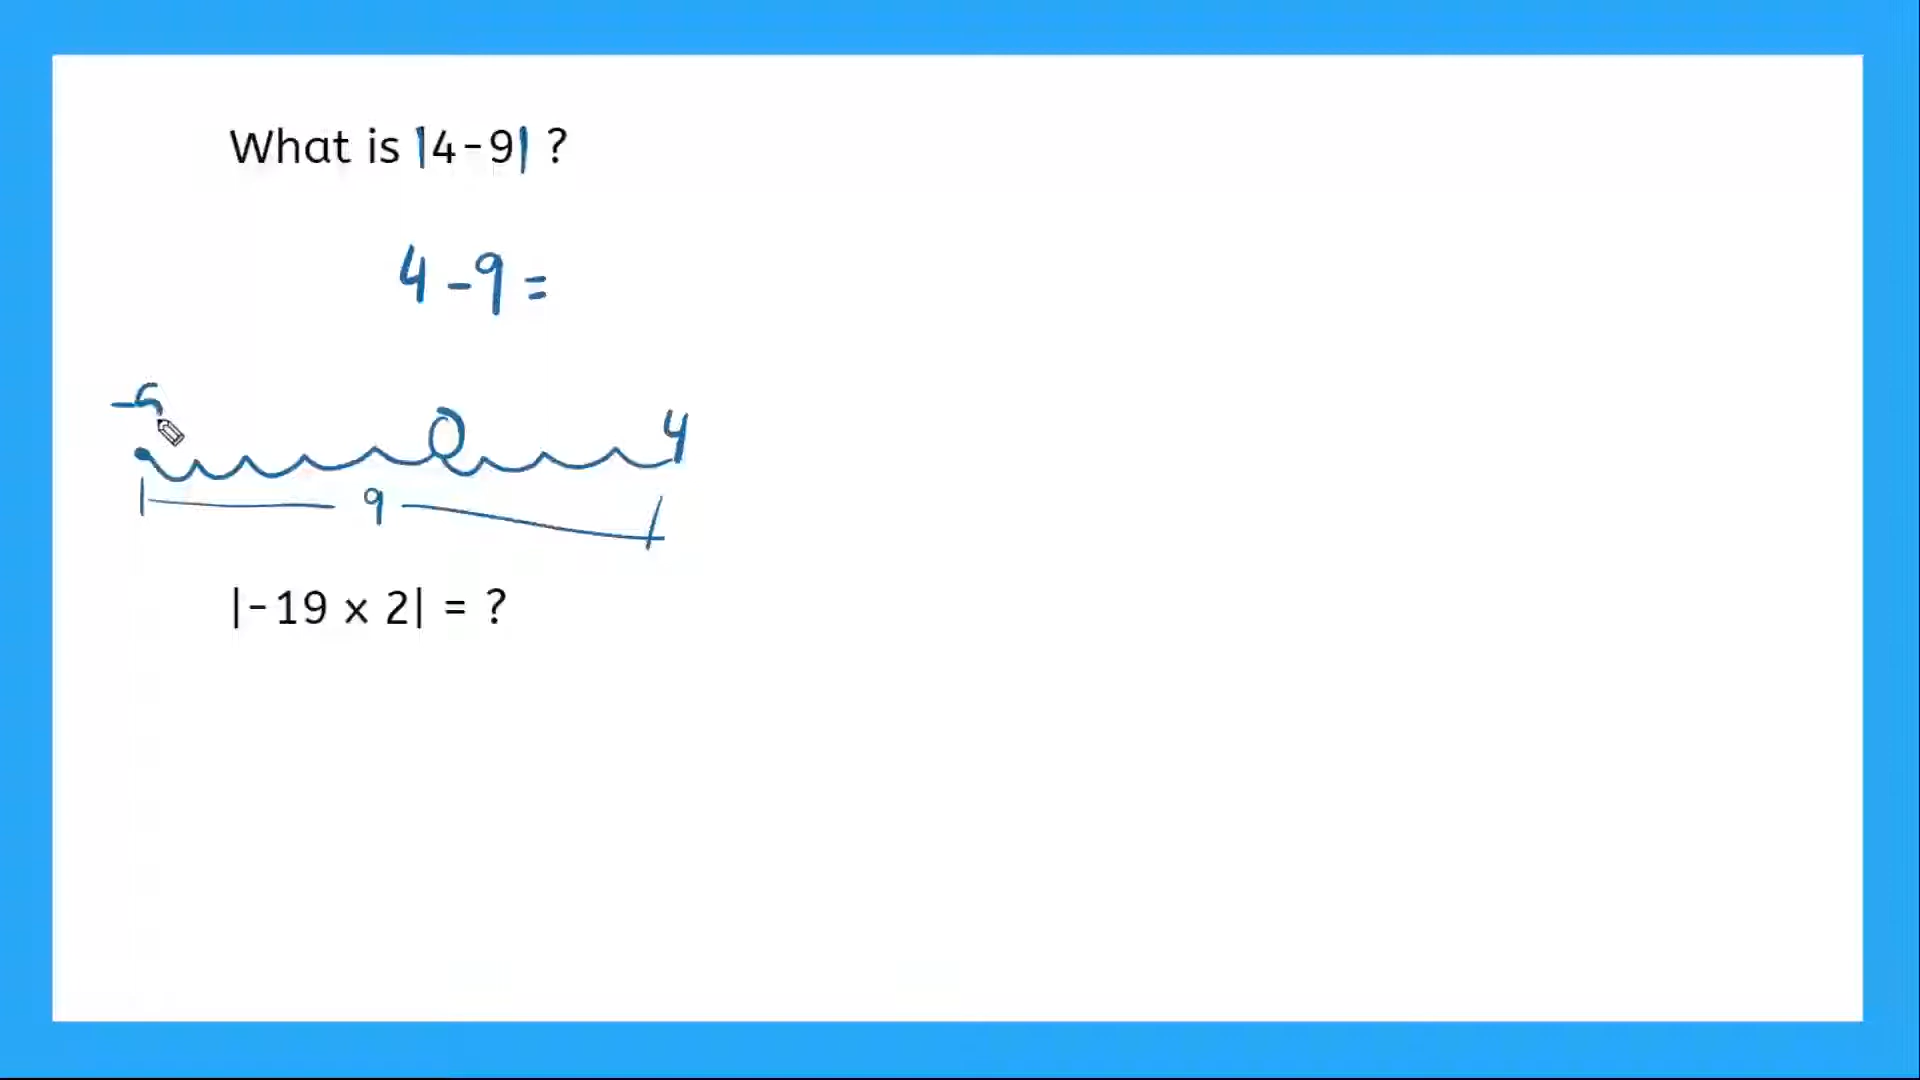 What is |4-9| ?
4 - 9 =
-5
0
4
9
|-19 x 2| = ?